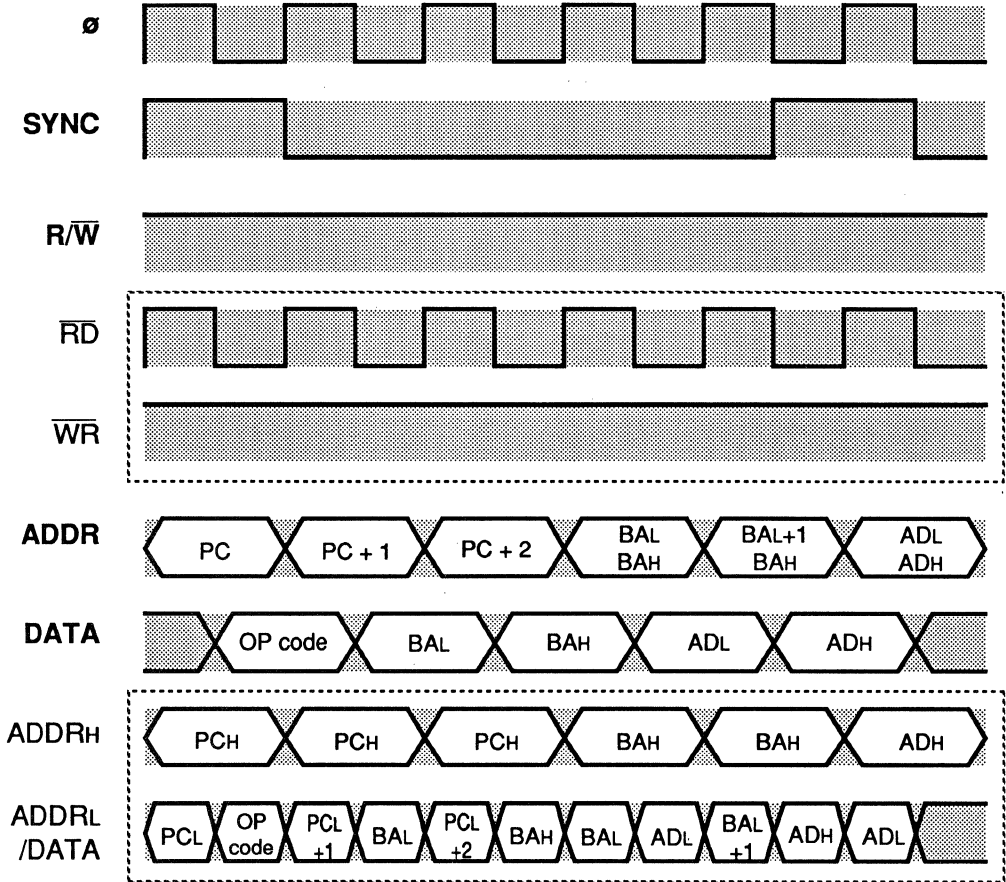 ø
SYNC
R/W̅
R̅D̅
W̅R̅
ADDR
PC PC + 1 PC + 2 BAL BAL+1 ADL
BAH BAH ADH
DATA
OP code BAL BAH ADL ADH
ADDRH
PCH PCH PCH BAH BAH ADH
ADDRL
/DATA
PCL OP PCL BAL PCL BAH BAL ADL BAL ADH ADL
code +1 +2 +1